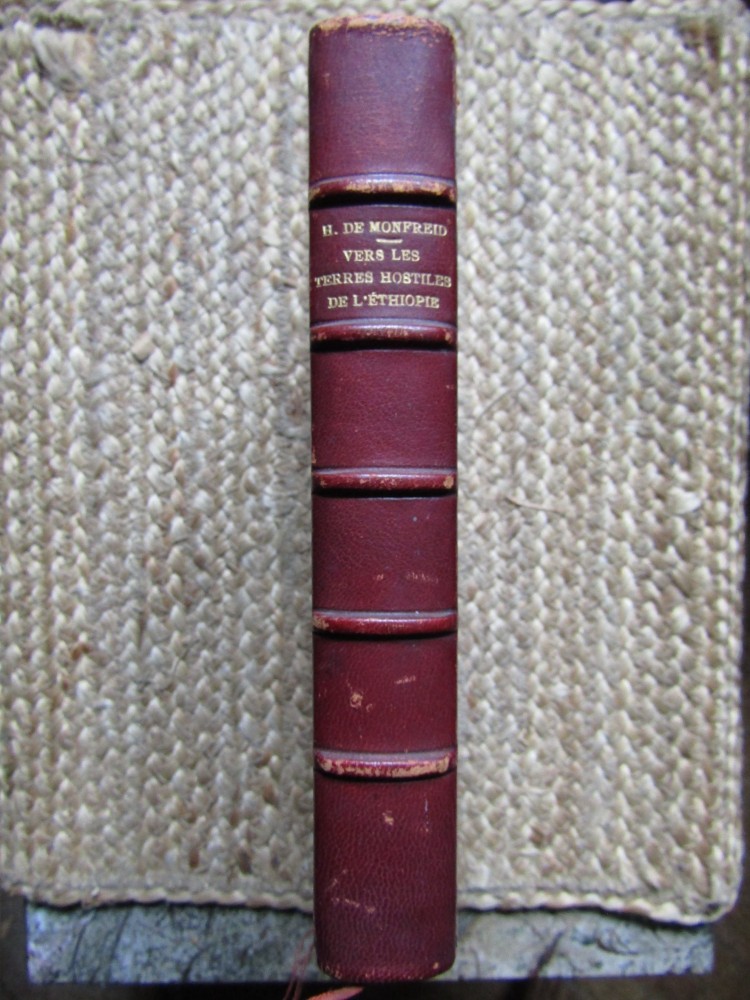 H. DE MONFREID
VERS LES
TERRES HOSTILES
DE L'ÉTHIOPIE